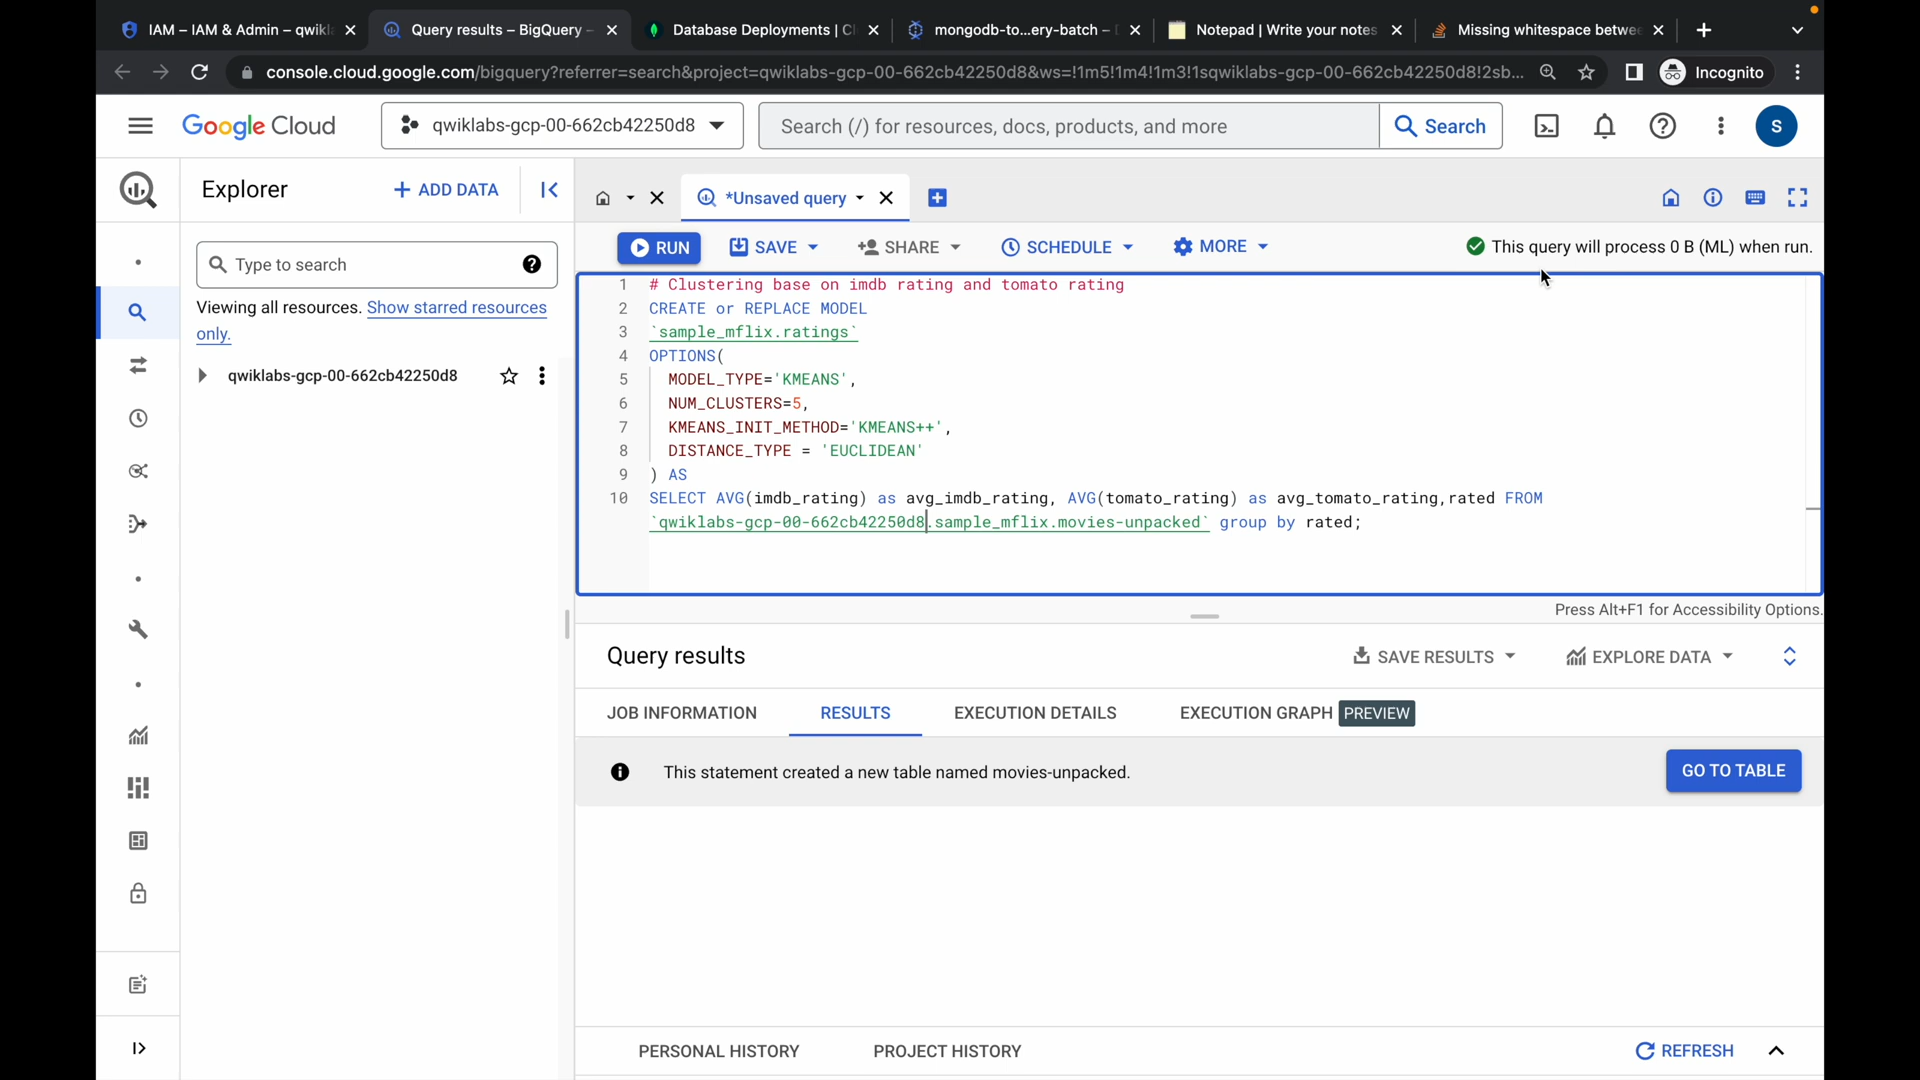 IAM – IAM & Admin – qwikl
Query results – BigQuery –
Database Deployments | Cl
mongodb-to...ery-batch – D
Notepad | Write your notes
Missing whitespace betwee
console.cloud.google.com/bigquery?referrer=search&project=qwiklabs-gcp-00-662cb42250d8&ws=!1m5!1m4!1m3!1sqwiklabs-gcp-00-662cb42250d8!2sb...
Incognito
Google Cloud
qwiklabs-gcp-00-662cb42250d8
Search (/) for resources, docs, products, and more
Search
S
Explorer
+ ADD DATA
*Unsaved query
RUN
SAVE
SHARE
SCHEDULE
MORE
This query will process 0 B (ML) when run.
Type to search
Viewing all resources. Show starred resources
only.
qwiklabs-gcp-00-662cb42250d8
1 # Clustering base on imdb rating and tomato rating
2 CREATE or REPLACE MODEL
3 `sample_mflix.ratings`
4 OPTIONS(
5 MODEL_TYPE='KMEANS',
6 NUM_CLUSTERS=5,
7 KMEANS_INIT_METHOD='KMEANS++',
8 DISTANCE_TYPE = 'EUCLIDEAN'
9 ) AS
10 SELECT AVG(imdb_rating) as avg_imdb_rating, AVG(tomato_rating) as avg_tomato_rating,rated FROM
`qwiklabs-gcp-00-662cb42250d8.sample_mflix.movies-unpacked` group by rated;
Press Alt+F1 for Accessibility Options.
Query results
SAVE RESULTS
EXPLORE DATA
JOB INFORMATION
RESULTS
EXECUTION DETAILS
EXECUTION GRAPH PREVIEW
This statement created a new table named movies-unpacked.
GO TO TABLE
PERSONAL HISTORY
PROJECT HISTORY
REFRESH